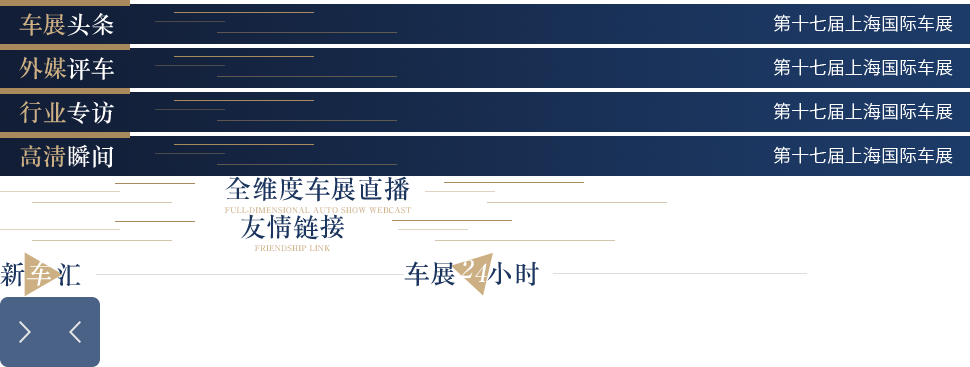 车展头条 第十七届上海国际车展
外媒评车 第十七届上海国际车展
行业专访 第十七届上海国际车展
高清瞬间 第十七届上海国际车展
全维度车展直播
FULL-DIMENSIONAL AUTO SHOW WEBCAST
友情链接
FRIENDSHIP LINK
新车汇 车展24小时